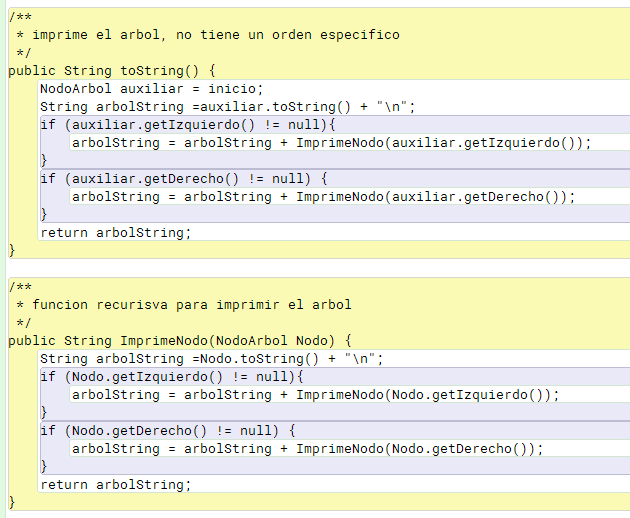 /**
 * imprime el arbol, no tiene un orden especifico
 */
public String toString() {
    NodoArbol auxiliar = inicio;
    String arbolString =auxiliar.toString() + "\n";
    if (auxiliar.getIzquierdo() != null){
        arbolString = arbolString + ImprimeNodo(auxiliar.getIzquierdo());
    }
    if (auxiliar.getDerecho() != null) {
        arbolString = arbolString + ImprimeNodo(auxiliar.getDerecho());
    }
    return arbolString;
}
/**
 * funcion recurisva para imprimir el arbol
 */
public String ImprimeNodo(NodoArbol Nodo) {
    String arbolString =Nodo.toString() + "\n";
    if (Nodo.getIzquierdo() != null){
        arbolString = arbolString + ImprimeNodo(Nodo.getIzquierdo());
    }
    if (Nodo.getDerecho() != null) {
        arbolString = arbolString + ImprimeNodo(Nodo.getDerecho());
    }
    return arbolString;
}